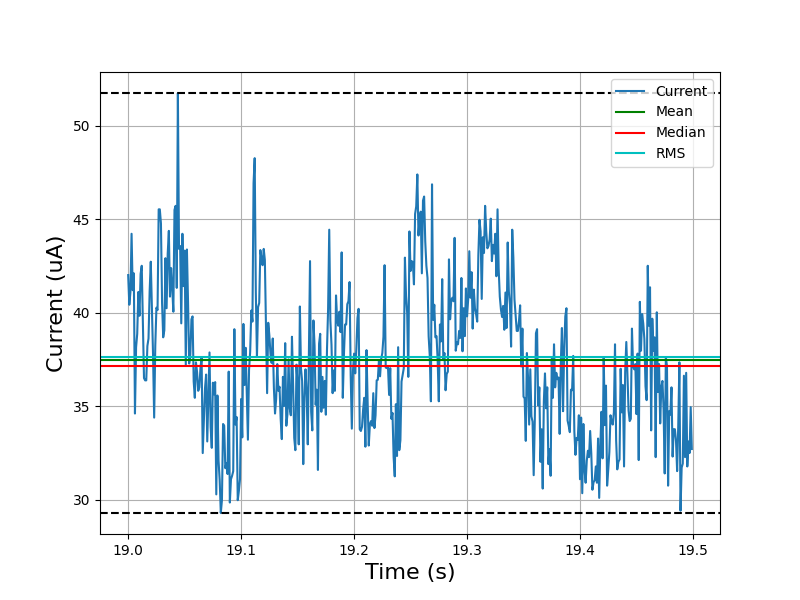 Current
Mean
Median
RMS
50
45
40
35
30
Current (uA)
19.0 19.1 19.2 19.3 19.4 19.5
Time (s)